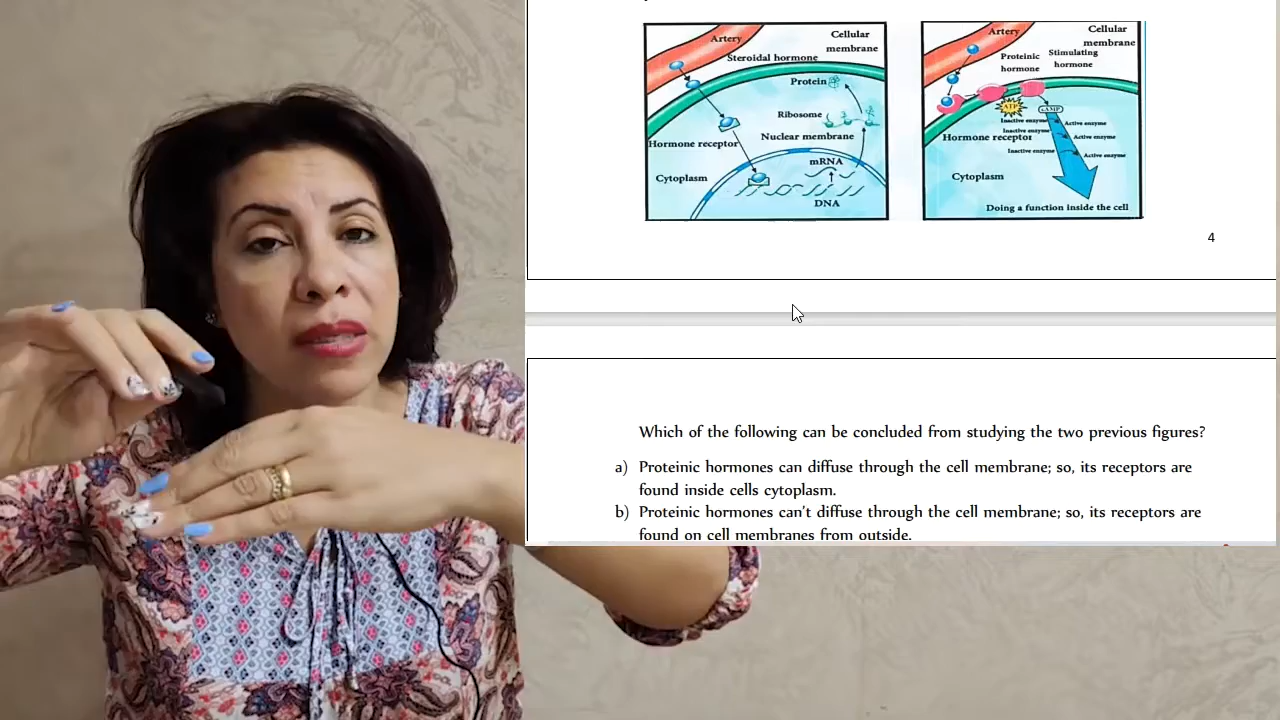 Artery
Cellular
membrane
Steroidal hormone
Protein
Ribosome
Nuclear membrane
Hormone receptor
mRNA
Cytoplasm
DNA
Artery
Cellular
membrane
Proteinic
hormone
Stimulating
hormone
ATP
cAMP
Inactive enzyme
Active enzyme
Inactive enzyme
Active enzyme
Hormone receptor
Inactive enzyme
Active enzyme
Cytoplasm
Doing a function inside the cell
4
Which of the following can be concluded from studying the two previous figures?
a) Proteinic hormones can diffuse through the cell membrane; so, its receptors are
found inside cells cytoplasm.
b) Proteinic hormones can't diffuse through the cell membrane; so, its receptors are
found on cell membranes from outside.